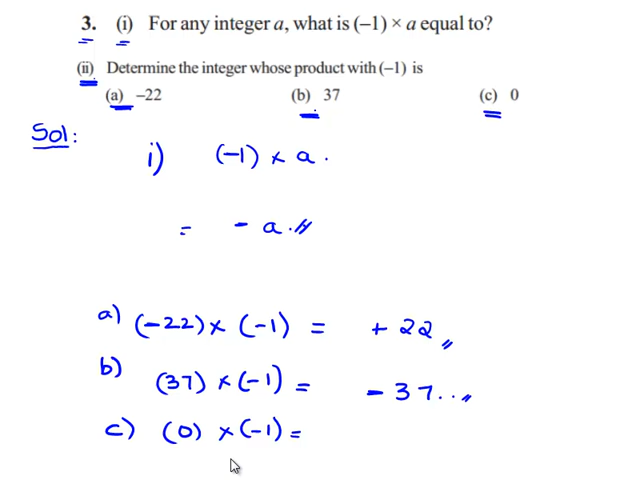 3. (i) For any integer a, what is (–1) × a equal to?
(ii) Determine the integer whose product with (–1) is
(a) –22 (b) 37 (c) 0
Sol:
i) (-1) × a.
= - a.
a) (-22) × (-1) = + 22
b) (37) × (-1) = - 37..
c) (0) × (-1) =